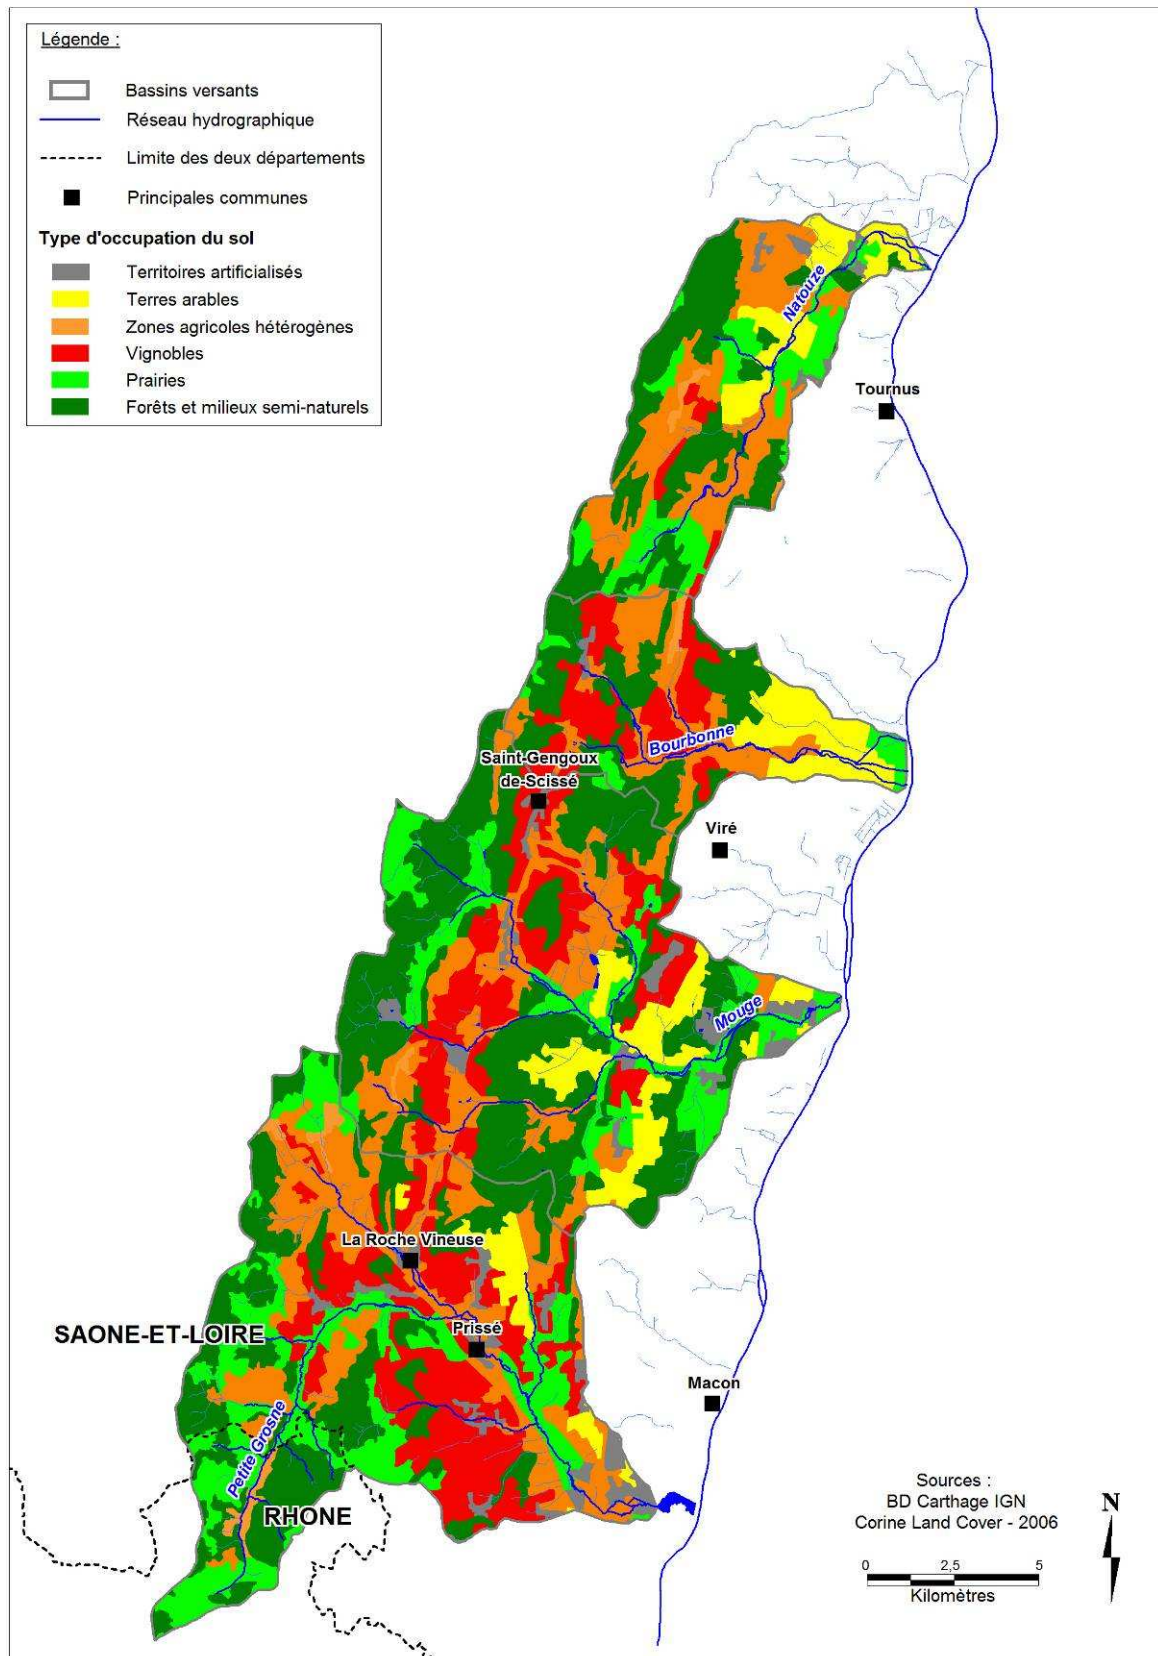 Légende :
Bassins versants
Réseau hydrographique
Limite des deux départements
Principales communes
Type d'occupation du sol
Territoires artificialisés
Terres arables
Zones agricoles hétérogènes
Vignobles
Prairies
Forêts et milieux semi-naturels
Natouze
Tournus
Bourbonne
Saint-Gengoux
de-Scissé
Viré
Mouge
La Roche Vineuse
SAONE-ET-LOIRE
Prissé
Macon
Petite Grosne
RHONE
Sources :
BD Carthage IGN
Corine Land Cover - 2006
N
0 2,5 5
Kilomètres